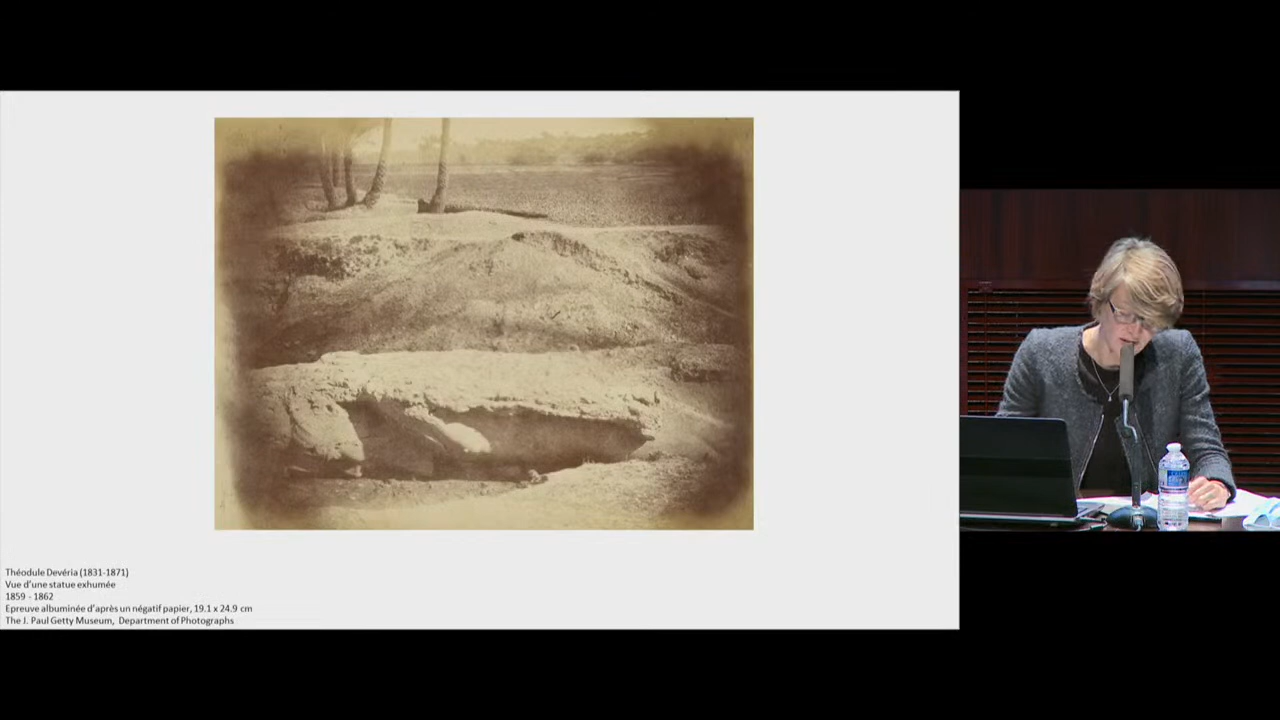 Théodule Devéria (1831-1871)
Vue d'une statue exhumée
1859 - 1862
Epreuve albuminée d'après un négatif papier, 19.1 x 24.9 cm
The J. Paul Getty Museum, Department of Photographs